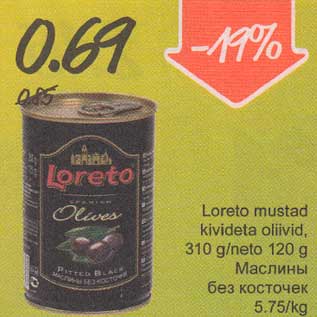 0.69
-19%
0.85
Loreto
SPANISH
Olives
PITTED BLACK
МАСЛИНЫ БЕЗ КОСТОЧЕК
Loreto mustad
kivideta oliivid,
310 g/neto 120 g
Маслины
без косточек
5.75/kg